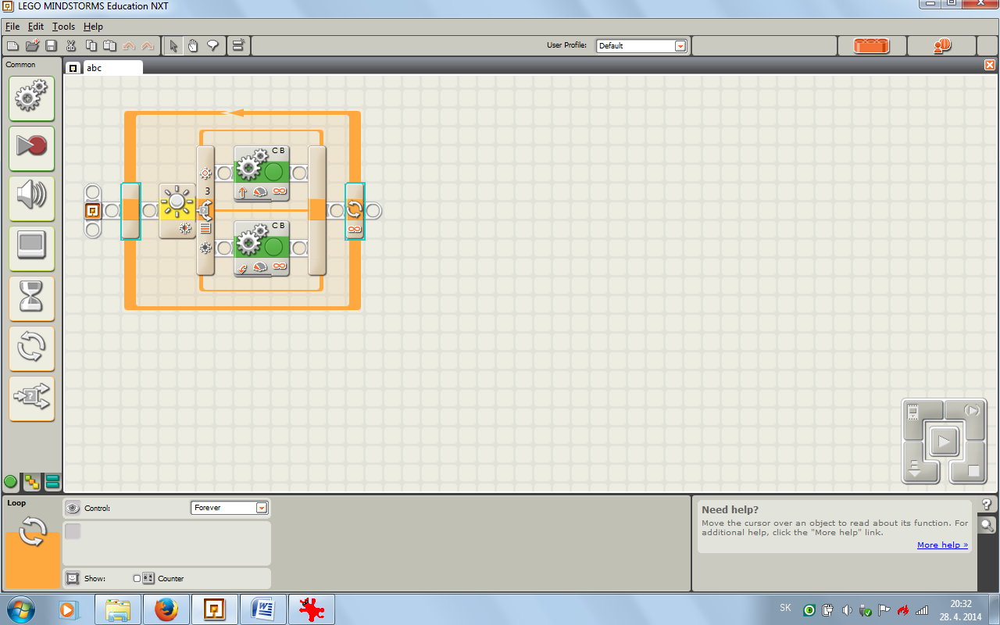 LEGO MINDSTORMS Education NXT
File Edit Tools Help
User Profile: Default
Common
abc
C B
3
C B
Loop
Control: Forever
Show: Counter
Need help?
Move the cursor over an object to read about its function. For
additional help, click the "More help" link.
More help »
?
SK
20:32
28. 4. 2014